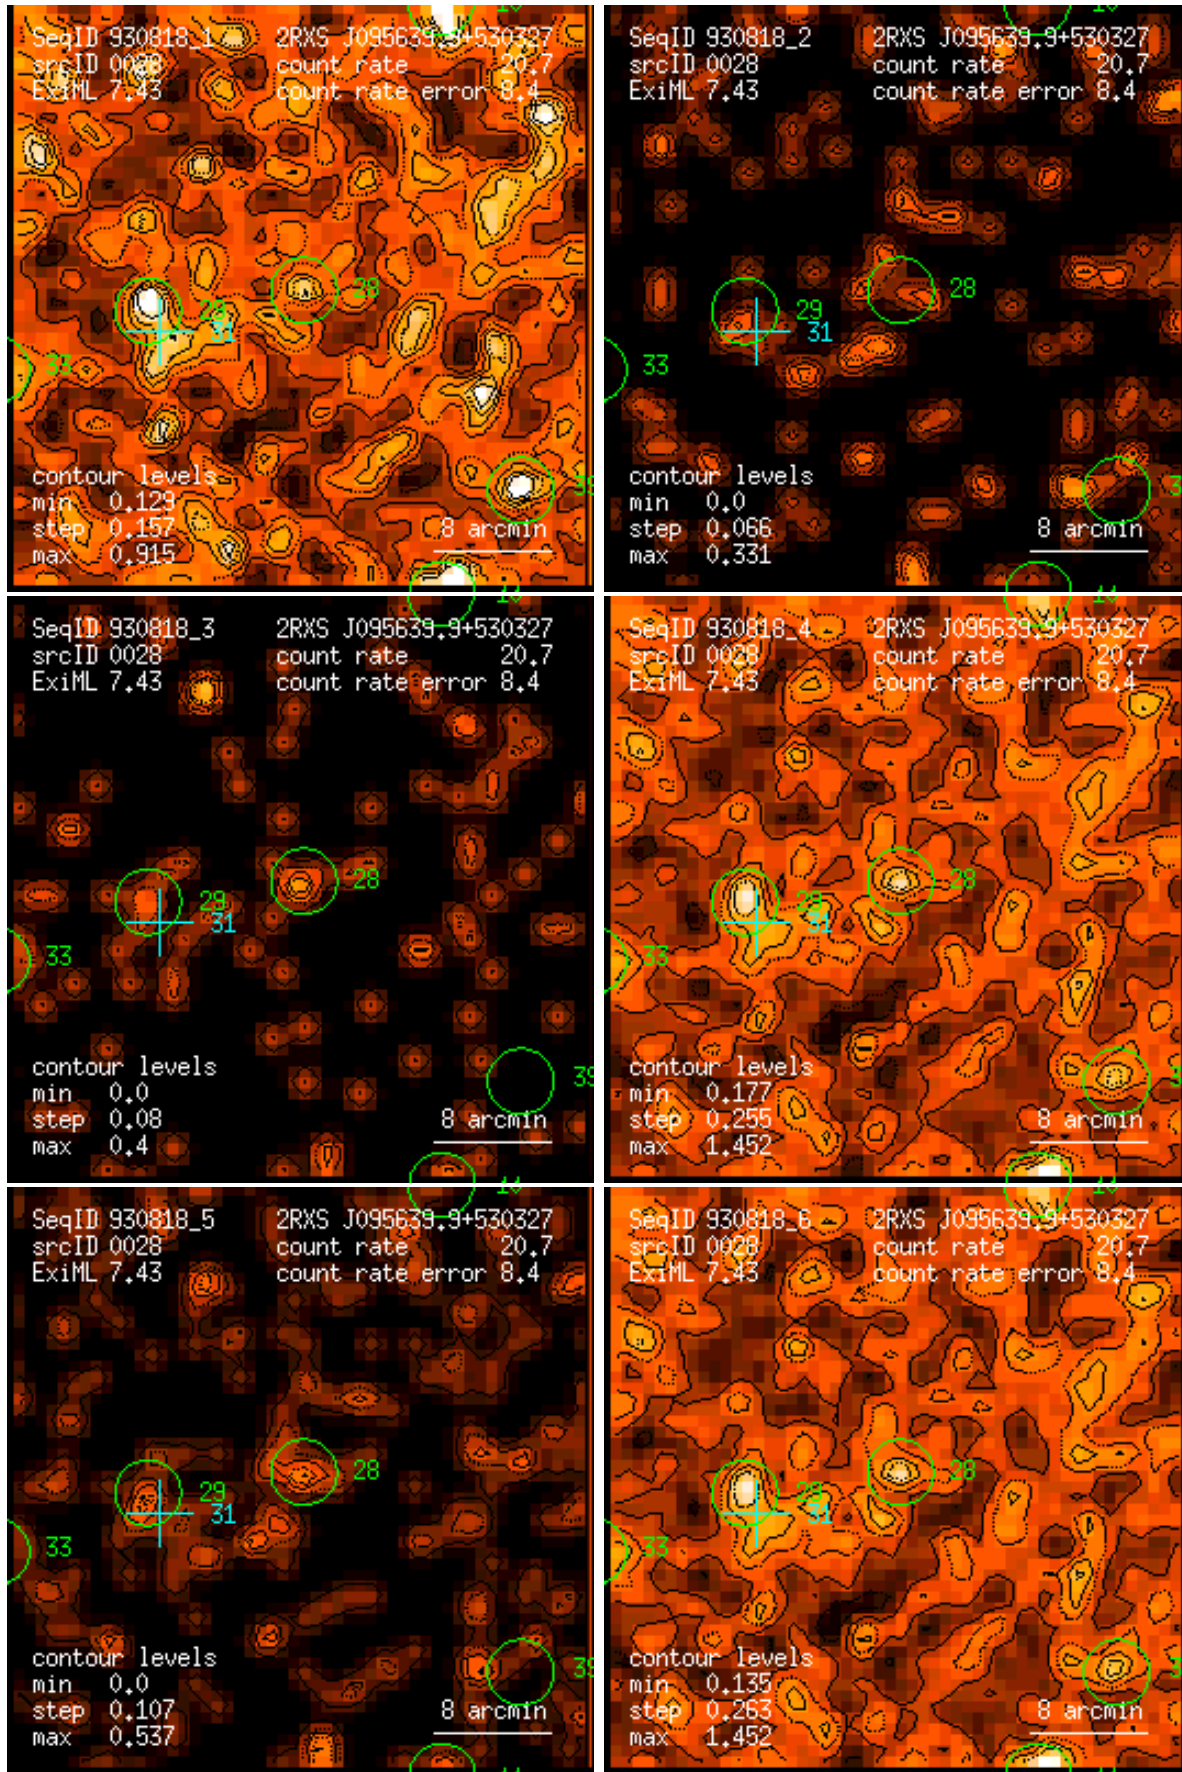 16
SeqID 930818_1 2RXS J095639.9+530327
srcID 0028 count rate 20.7
ExiML 7.43 count rate error 8.4
28
29
31
33
contour levels
min 0.129
step 0.157
max 0.915
39
8 arcmin
SeqID 930818_2 2RXS J095639.9+530327
srcID 0028 count rate 20.7
ExiML 7.43 count rate error 8.4
28
29
31
33
contour levels
min 0.0
step 0.066
max 0.331
8 arcmin
SeqID 930818_3 2RXS J095639.9+530327
srcID 0028 count rate 20.7
ExiML 7.43 count rate error 8.4
28
29
31
33
contour levels
min 0.0
step 0.08
max 0.4
39
8 arcmin
SeqID 930818_4 2RXS J095639.9+530327
srcID 0028 count rate 20.7
ExiML 7.43 count rate error 8.4
28
29
31
33
contour levels
min 0.177
step 0.255
max 1.452
8 arcmin
SeqID 930818_5 2RXS J095639.9+530327
srcID 0028 count rate 20.7
ExiML 7.43 count rate error 8.4
28
29
31
33
contour levels
min 0.0
step 0.107
max 0.537
39
8 arcmin
SeqID 930818_6 2RXS J095639.9+530327
srcID 0028 count rate 20.7
ExiML 7.43 count rate error 8.4
28
29
31
33
contour levels
min 0.135
step 0.263
max 1.452
8 arcmin